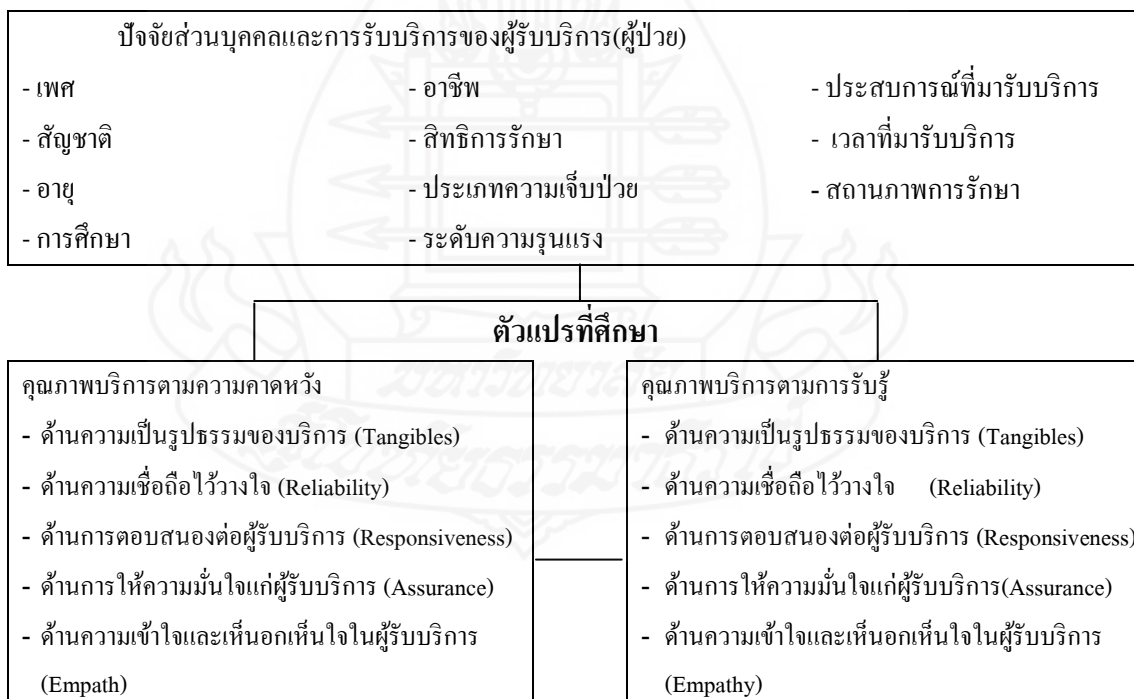 ปัจจัยส่วนบุคคลและการรับบริการของผู้รับบริการ(ผู้ป่วย)
- เพศ - อาชีพ - ประสบการณ์ที่มารับบริการ
- สัญชาติ - สิทธิการรักษา - เวลาที่มารับบริการ
- อายุ - ประเภทความเจ็บป่วย - สถานภาพการรักษา
- การศึกษา - ระดับความรุนแรง
ตัวแปรที่ศึกษา
คุณภาพบริการตามความคาดหวัง
- ด้านความเป็นรูปธรรมของบริการ (Tangibles)
- ด้านความเชื่อถือไว้วางใจ (Reliability)
- ด้านการตอบสนองต่อผู้รับบริการ (Responsiveness)
- ด้านการให้ความมั่นใจแก่ผู้รับบริการ (Assurance)
- ด้านความเข้าใจและเห็นอกเห็นใจในผู้รับบริการ
(Empath)
คุณภาพบริการตามการรับรู้
- ด้านความเป็นรูปธรรมของบริการ (Tangibles)
- ด้านความเชื่อถือไว้วางใจ (Reliability)
- ด้านการตอบสนองต่อผู้รับบริการ (Responsiveness)
- ด้านการให้ความมั่นใจแก่ผู้รับบริการ(Assurance)
- ด้านความเข้าใจและเห็นอกเห็นใจในผู้รับบริการ
(Empathy)